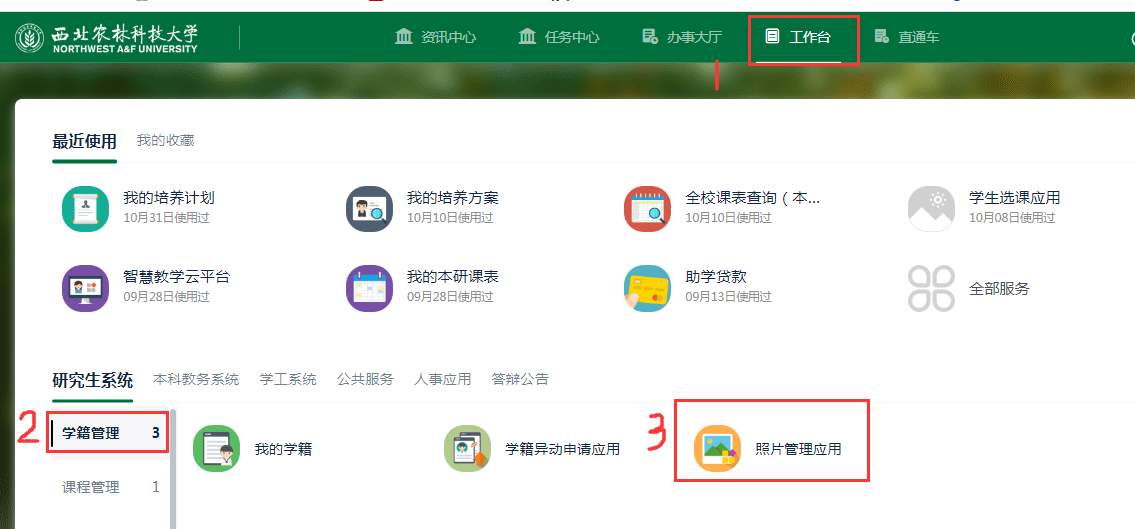 西北农林科技大学
NORTHWEST A&F UNIVERSITY
资讯中心 任务中心 办事大厅 工作台 直通车
1
最近使用 我的收藏
我的培养计划 我的培养方案 全校课表查询（本... 学生选课应用
10月31日使用过 10月10日使用过 10月10日使用过 10月08日使用过
智慧教学云平台 我的本研课表 助学贷款 全部服务
09月28日使用过 09月28日使用过 09月13日使用过
研究生系统 本科教务系统 学工系统 公共服务 人事应用 答辩公告
2 学籍管理 3 我的学籍 学籍异动申请应用 3 照片管理应用
课程管理 1